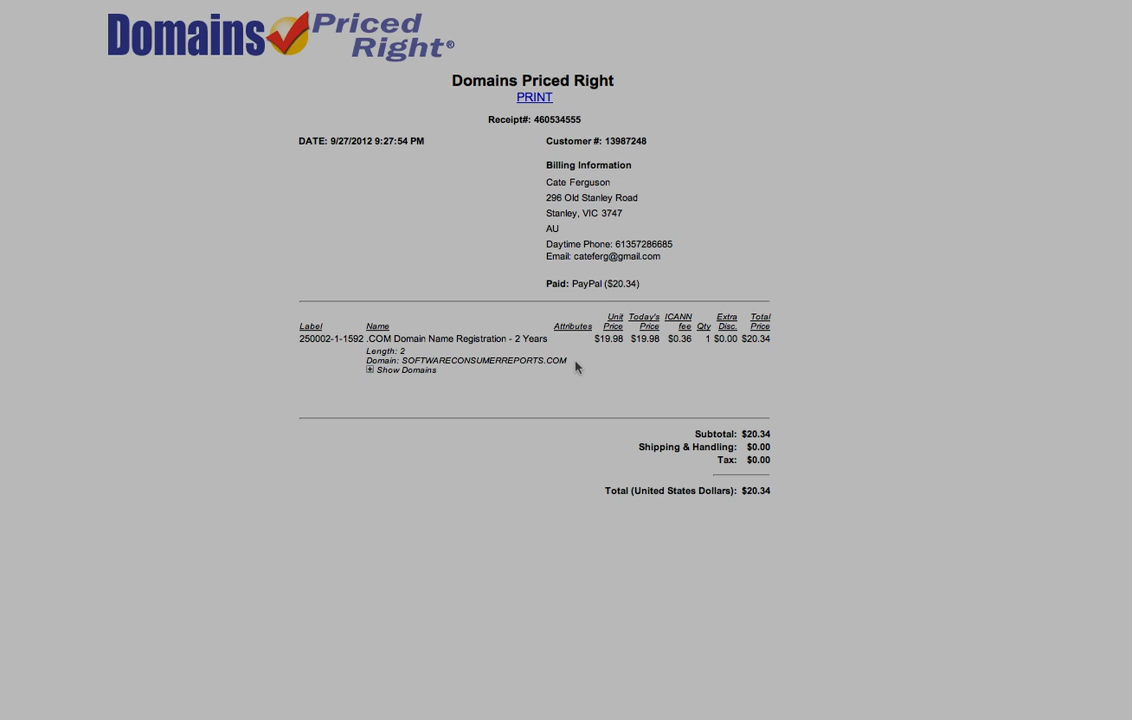 Domains Priced Right®
Domains Priced Right
PRINT
Receipt#: 460534555
DATE: 9/27/2012 9:27:54 PM Customer #: 13987248
Billing Information
Cate Ferguson
296 Old Stanley Road
Stanley, VIC 3747
AU
Daytime Phone: 61357286685
Email: cateferg@gmail.com
Paid: PayPal ($20.34)
Label Name Attributes Unit Price Today's Price ICANN fee Qty Extra Disc. Total Price
250002-1-1592 .COM Domain Name Registration - 2 Years $19.98 $19.98 $0.36 1 $0.00 $20.34
Length: 2
Domain: SOFTWARECONSUMERREPORTS.COM
Show Domains
Subtotal: $20.34
Shipping & Handling: $0.00
Tax: $0.00
Total (United States Dollars): $20.34